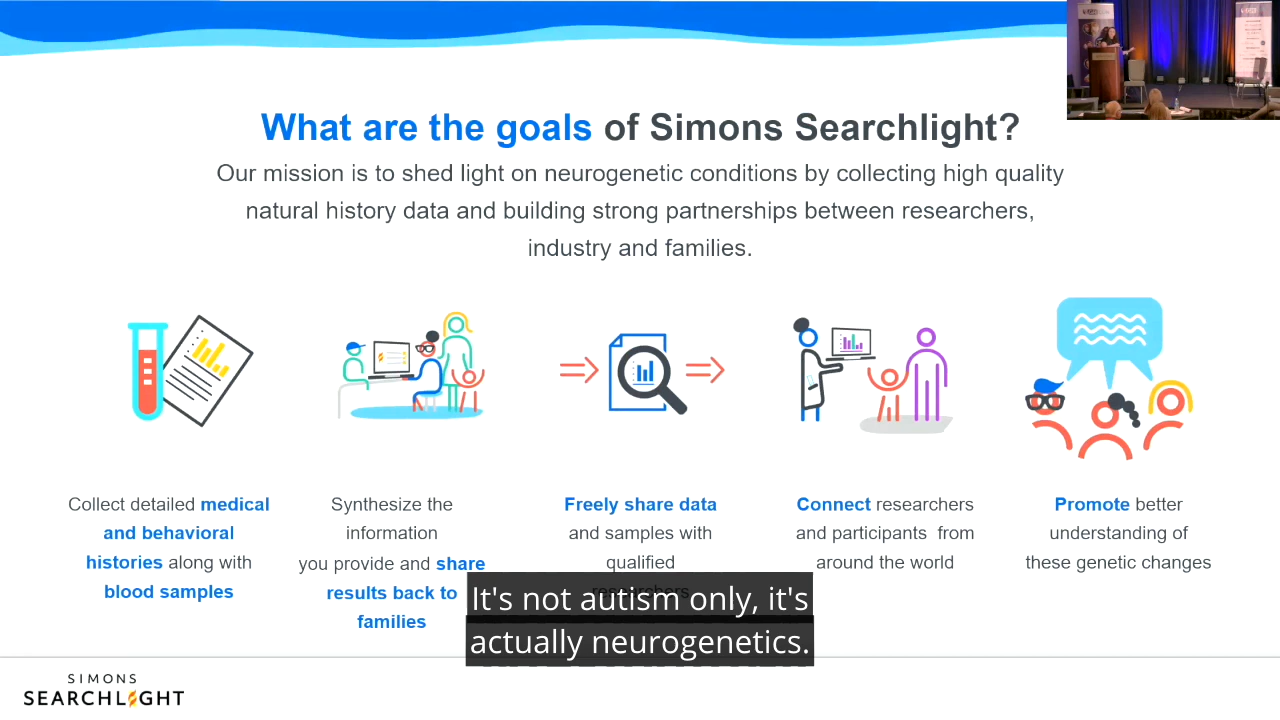 What are the goals of Simons Searchlight?
Our mission is to shed light on neurogenetic conditions by collecting high quality
natural history data and building strong partnerships between researchers,
industry and families.
Collect detailed medical
and behavioral
histories along with
blood samples
Synthesize the
information
you provide and share
results back to
families
Freely share data
and samples with
qualified
researchers
Connect researchers
and participants from
around the world
Promote better
understanding of
these genetic changes
It's not autism only, it's
actually neurogenetics.
SIMONS
SEARCHLIGHT